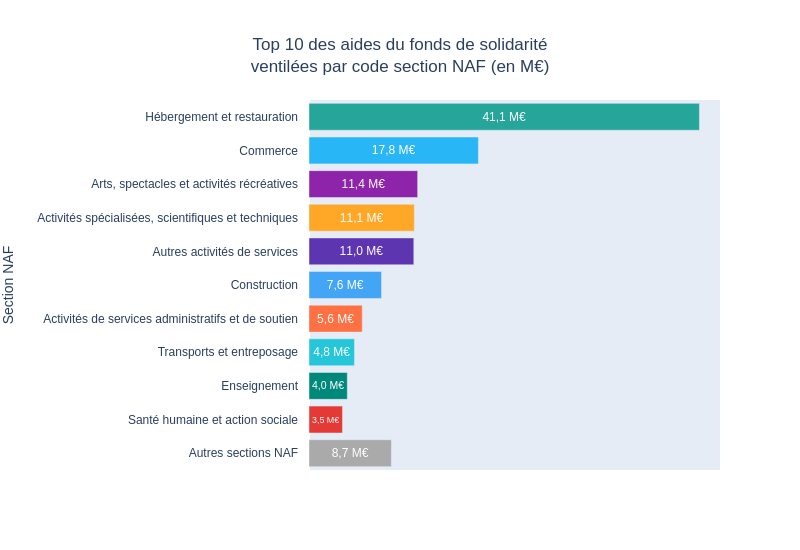 Top 10 des aides du fonds de solidarité
ventilées par code section NAF (en M€)
Section NAF
Hébergement et restauration 41,1 M€
Commerce 17,8 M€
Arts, spectacles et activités récréatives 11,4 M€
Activités spécialisées, scientifiques et techniques 11,1 M€
Autres activités de services 11,0 M€
Construction 7,6 M€
Activités de services administratifs et de soutien 5,6 M€
Transports et entreposage 4,8 M€
Enseignement 4,0 M€
Santé humaine et action sociale 3,5 M€
Autres sections NAF 8,7 M€